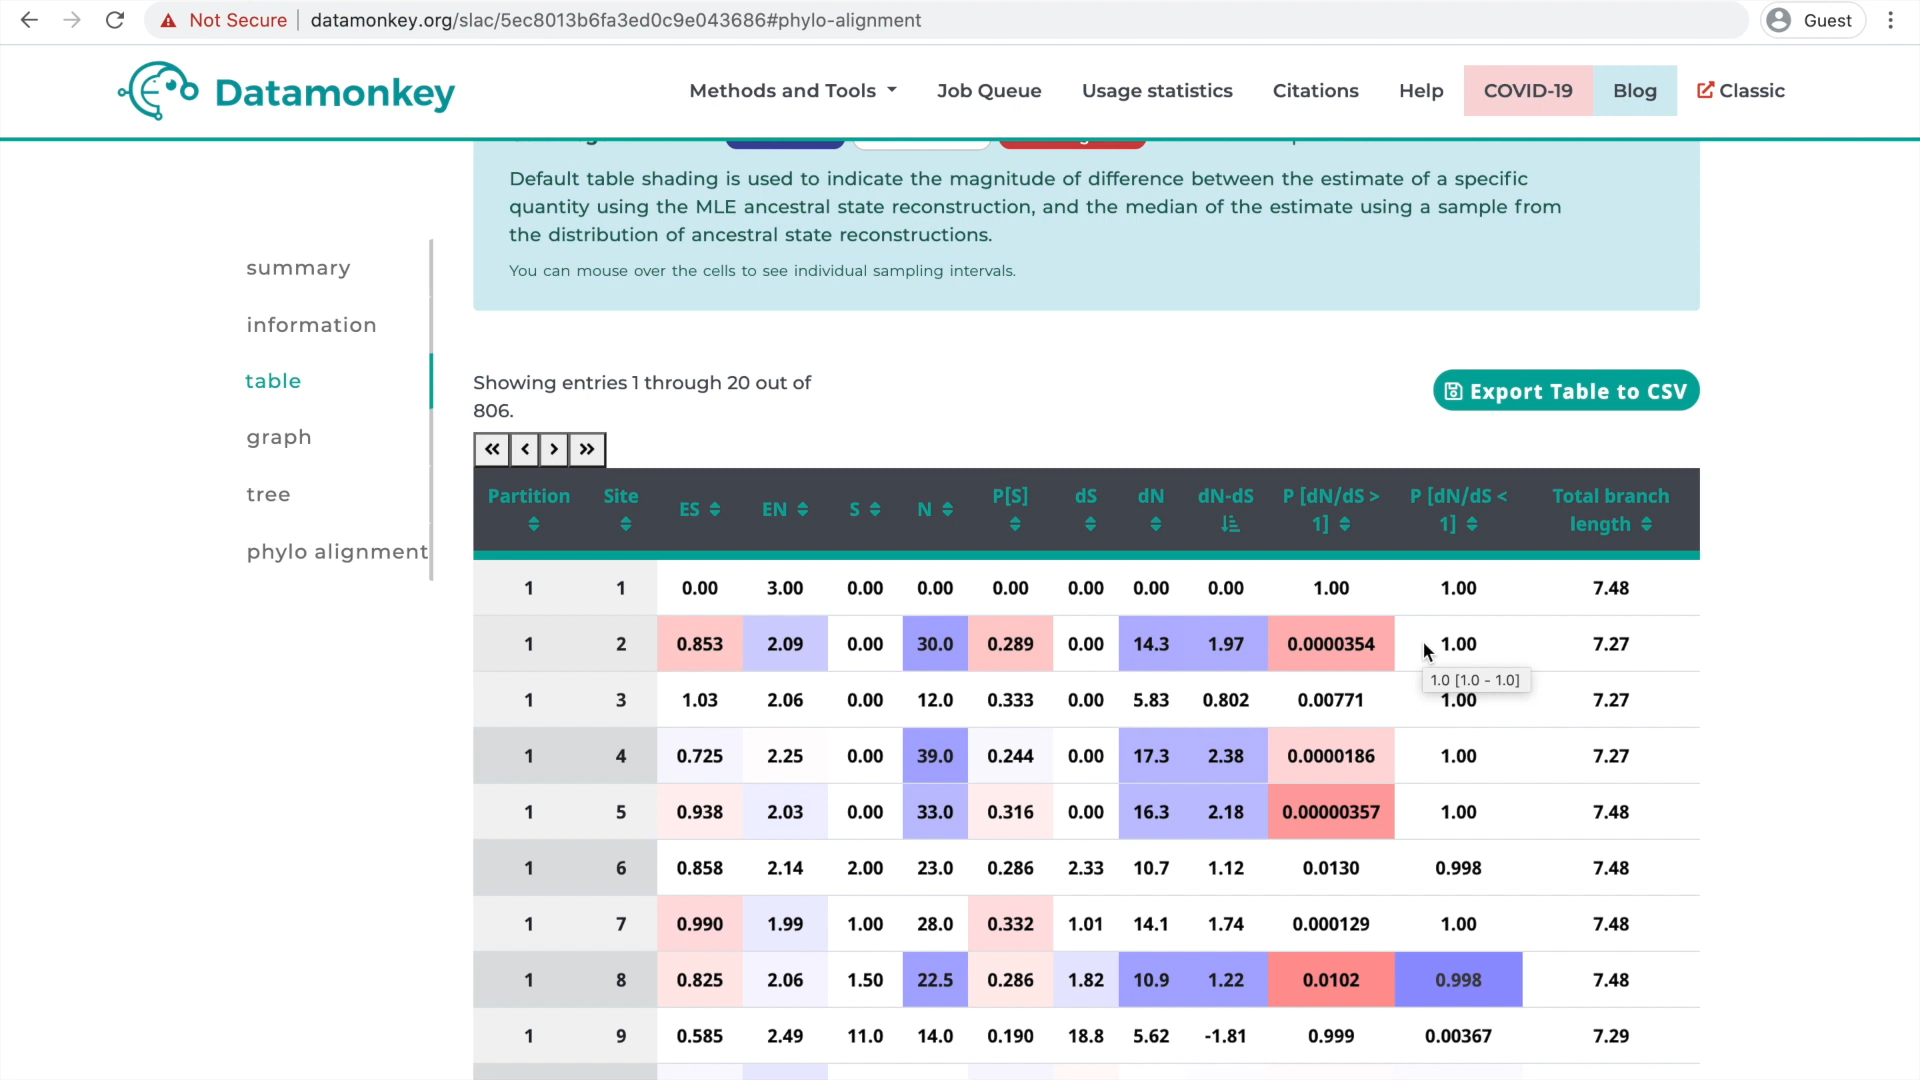 Not Secure | datamonkey.org/slac/5ec8013b6fa3ed0c9e043686#phylo-alignment Guest
Datamonkey Methods and Tools Job Queue Usage statistics Citations Help COVID-19 Blog Classic
Default table shading is used to indicate the magnitude of difference between the estimate of a specific
quantity using the MLE ancestral state reconstruction, and the median of the estimate using a sample from
the distribution of ancestral state reconstructions.
You can mouse over the cells to see individual sampling intervals.
summary
information
table
graph
tree
phylo alignment
Showing entries 1 through 20 out of
806.
Export Table to CSV
« ‹ › »
Partition Site ES EN S N P[S] dS dN dN-dS P [dN/dS > 1] P [dN/dS < 1] Total branch length
1 1 0.00 3.00 0.00 0.00 0.00 0.00 0.00 0.00 1.00 1.00 7.48
1 2 0.853 2.09 0.00 30.0 0.289 0.00 14.3 1.97 0.0000354 1.00 7.27
1.0 [1.0 - 1.0]
1 3 1.03 2.06 0.00 12.0 0.333 0.00 5.83 0.802 0.00771 1.00 7.27
1 4 0.725 2.25 0.00 39.0 0.244 0.00 17.3 2.38 0.0000186 1.00 7.27
1 5 0.938 2.03 0.00 33.0 0.316 0.00 16.3 2.18 0.00000357 1.00 7.48
1 6 0.858 2.14 2.00 23.0 0.286 2.33 10.7 1.12 0.0130 0.998 7.48
1 7 0.990 1.99 1.00 28.0 0.332 1.01 14.1 1.74 0.000129 1.00 7.48
1 8 0.825 2.06 1.50 22.5 0.286 1.82 10.9 1.22 0.0102 0.998 7.48
1 9 0.585 2.49 11.0 14.0 0.190 18.8 5.62 -1.81 0.999 0.00367 7.29